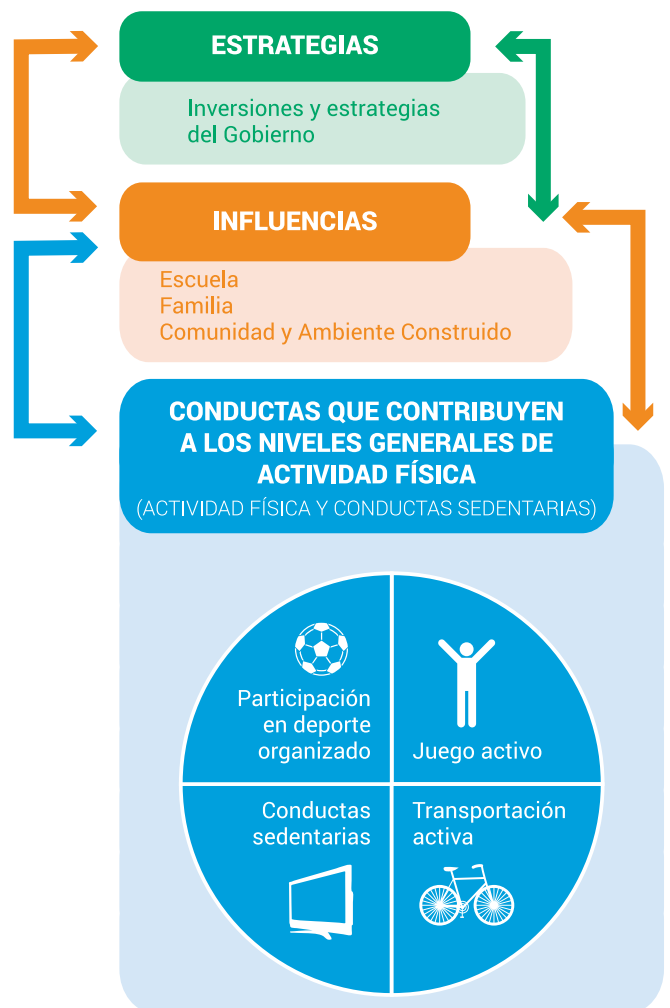 ESTRATEGIAS
Inversiones y estrategias
del Gobierno
INFLUENCIAS
Escuela
Familia
Comunidad y Ambiente Construido
CONDUCTAS QUE CONTRIBUYEN
A LOS NIVELES GENERALES DE
ACTIVIDAD FÍSICA
(ACTIVIDAD FÍSICA Y CONDUCTAS SEDENTARIAS)
Participación
en deporte
organizado
Juego activo
Conductas
sedentarias
Transportación
activa